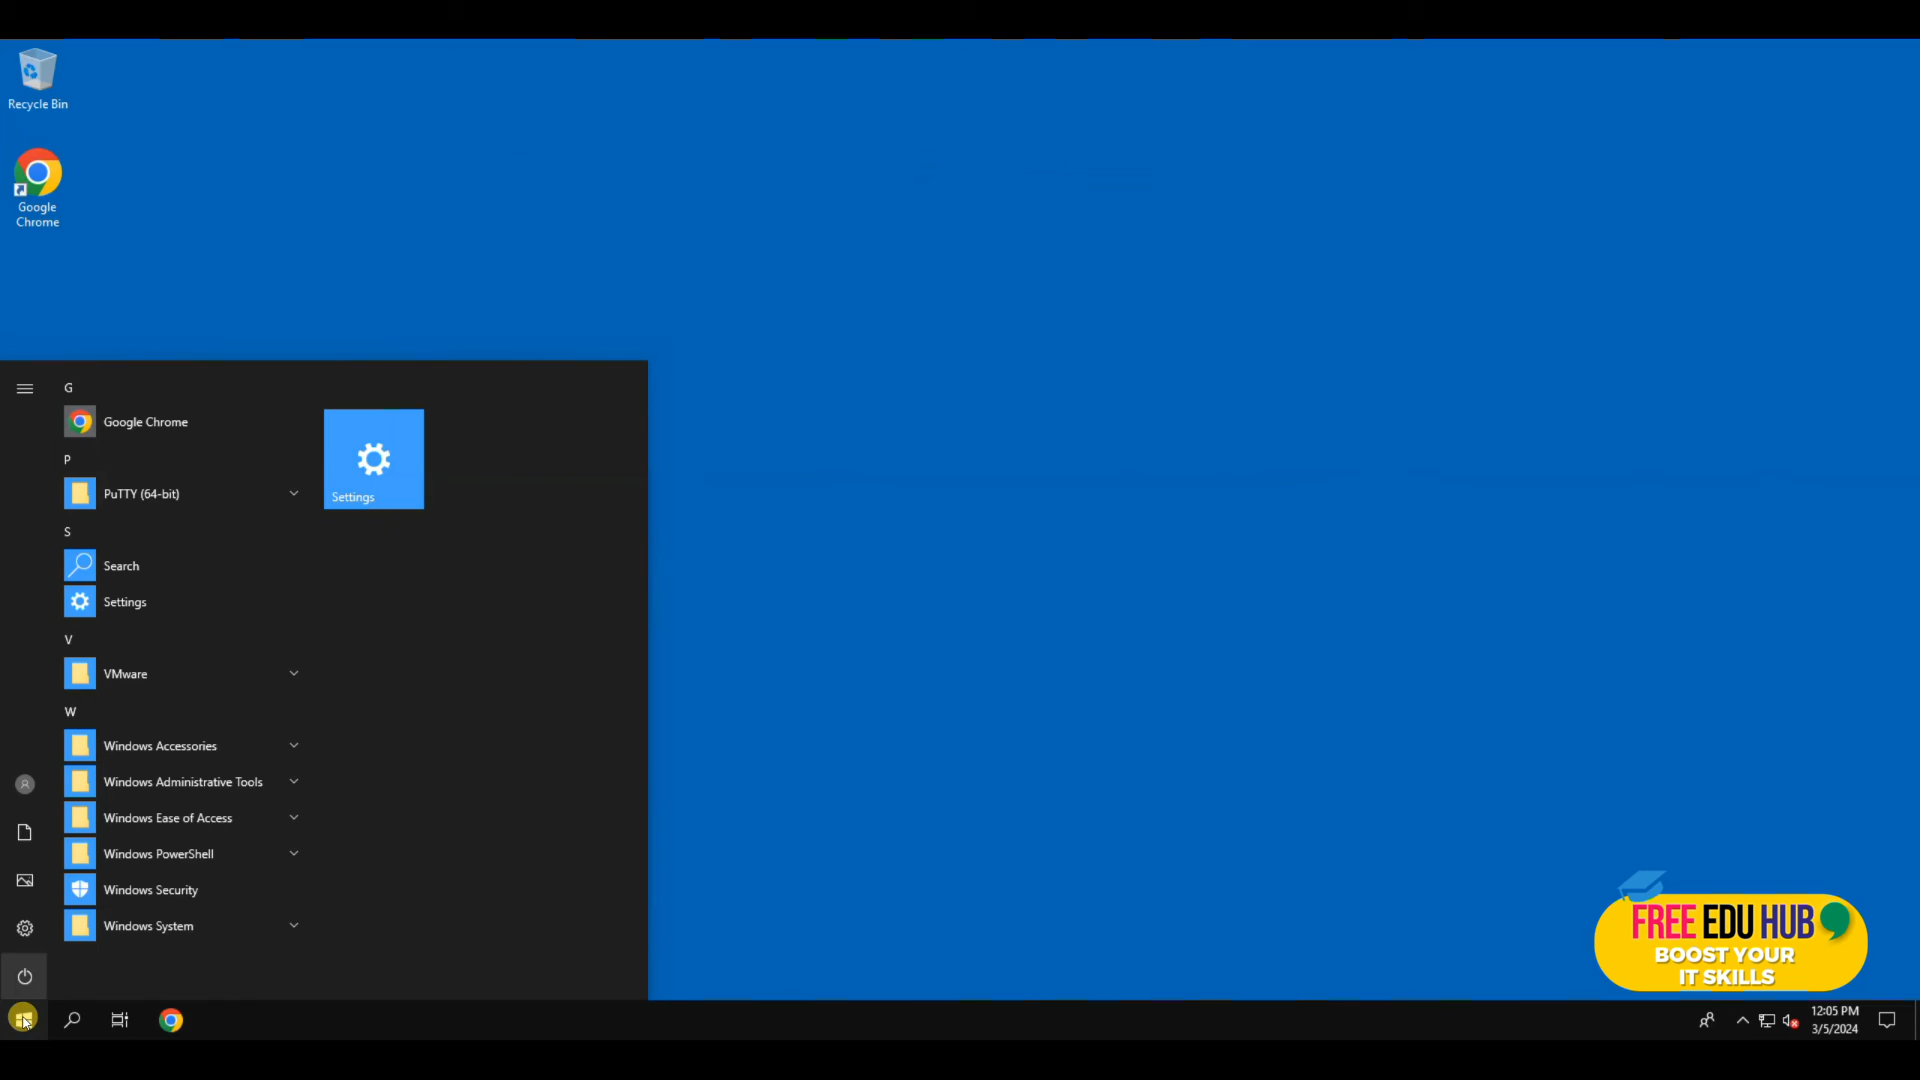 Recycle Bin
Google
Chrome
G
Google Chrome
P
PuTTY (64-bit)
Settings
S
Search
Settings
V
VMware
W
Windows Accessories
Windows Administrative Tools
Windows Ease of Access
Windows PowerShell
Windows Security
Windows System
FREE EDU HUB
BOOST YOUR
IT SKILLS
12:05 PM
3/5/2024